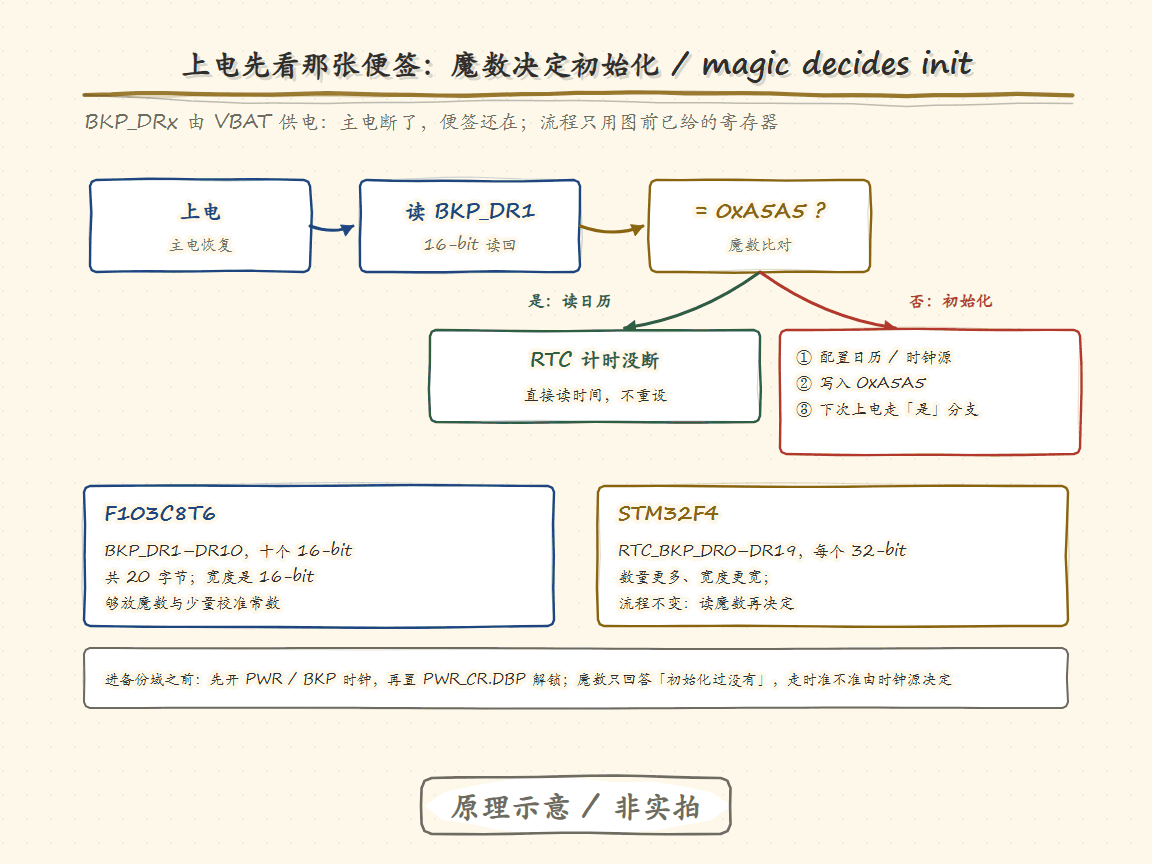 上电先看那张便签：魔数决定初始化 / magic decides init
BKP_DRx 由 VBAT 供电：主电断了，便签还在；流程只用图前已给的寄存器
上电
主电恢复
读 BKP_DR1
16-bit 读回
= 0xA5A5 ?
魔数比对
是：读日历
否：初始化
RTC 计时没断
直接读时间，不重设
① 配置日历 / 时钟源
② 写入 0xA5A5
③ 下次上电走「是」分支
F103C8T6
BKP_DR1–DR10，十个 16-bit
共 20 字节；宽度是 16-bit
够放魔数与少量校准常数
STM32F4
RTC_BKP_DR0–DR19，每个 32-bit
数量更多、宽度更宽；
流程不变：读魔数再决定
进备份域之前：先开 PWR / BKP 时钟，再置 PWR_CR.DBP 解锁；魔数只回答「初始化过没有」，走时准不准由时钟源决定
原理示意 / 非实拍